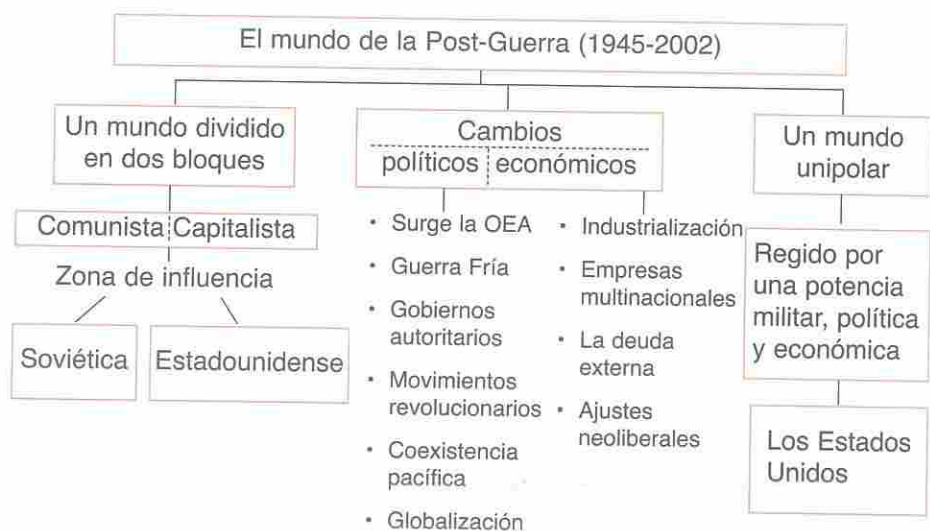 El mundo de la Post-Guerra (1945-2002)
Un mundo dividido
en dos bloques
Comunista Capitalista
Zona de influencia
Soviética
Estadounidense
Cambios
políticos económicos
• Surge la OEA
• Guerra Fría
• Gobiernos
autoritarios
• Movimientos
revolucionarios
• Coexistencia
pacífica
• Globalización
• Industrialización
• Empresas
multinacionales
• La deuda
externa
• Ajustes
neoliberales
Un mundo
unipolar
Regido por
una potencia
militar, política
y económica
Los Estados
Unidos